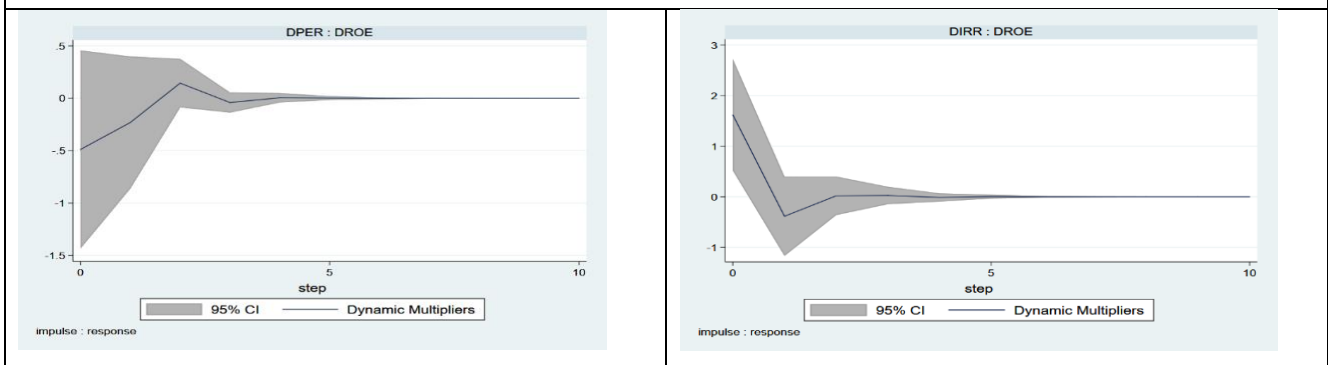 DPER : DROE
.5
0
-.5
-1
-1.5
0 5 10
step
95% CI Dynamic Multipliers
impulse : response
DIRR : DROE
3
2
1
0
-1
0 5 10
step
95% CI Dynamic Multipliers
impulse : response